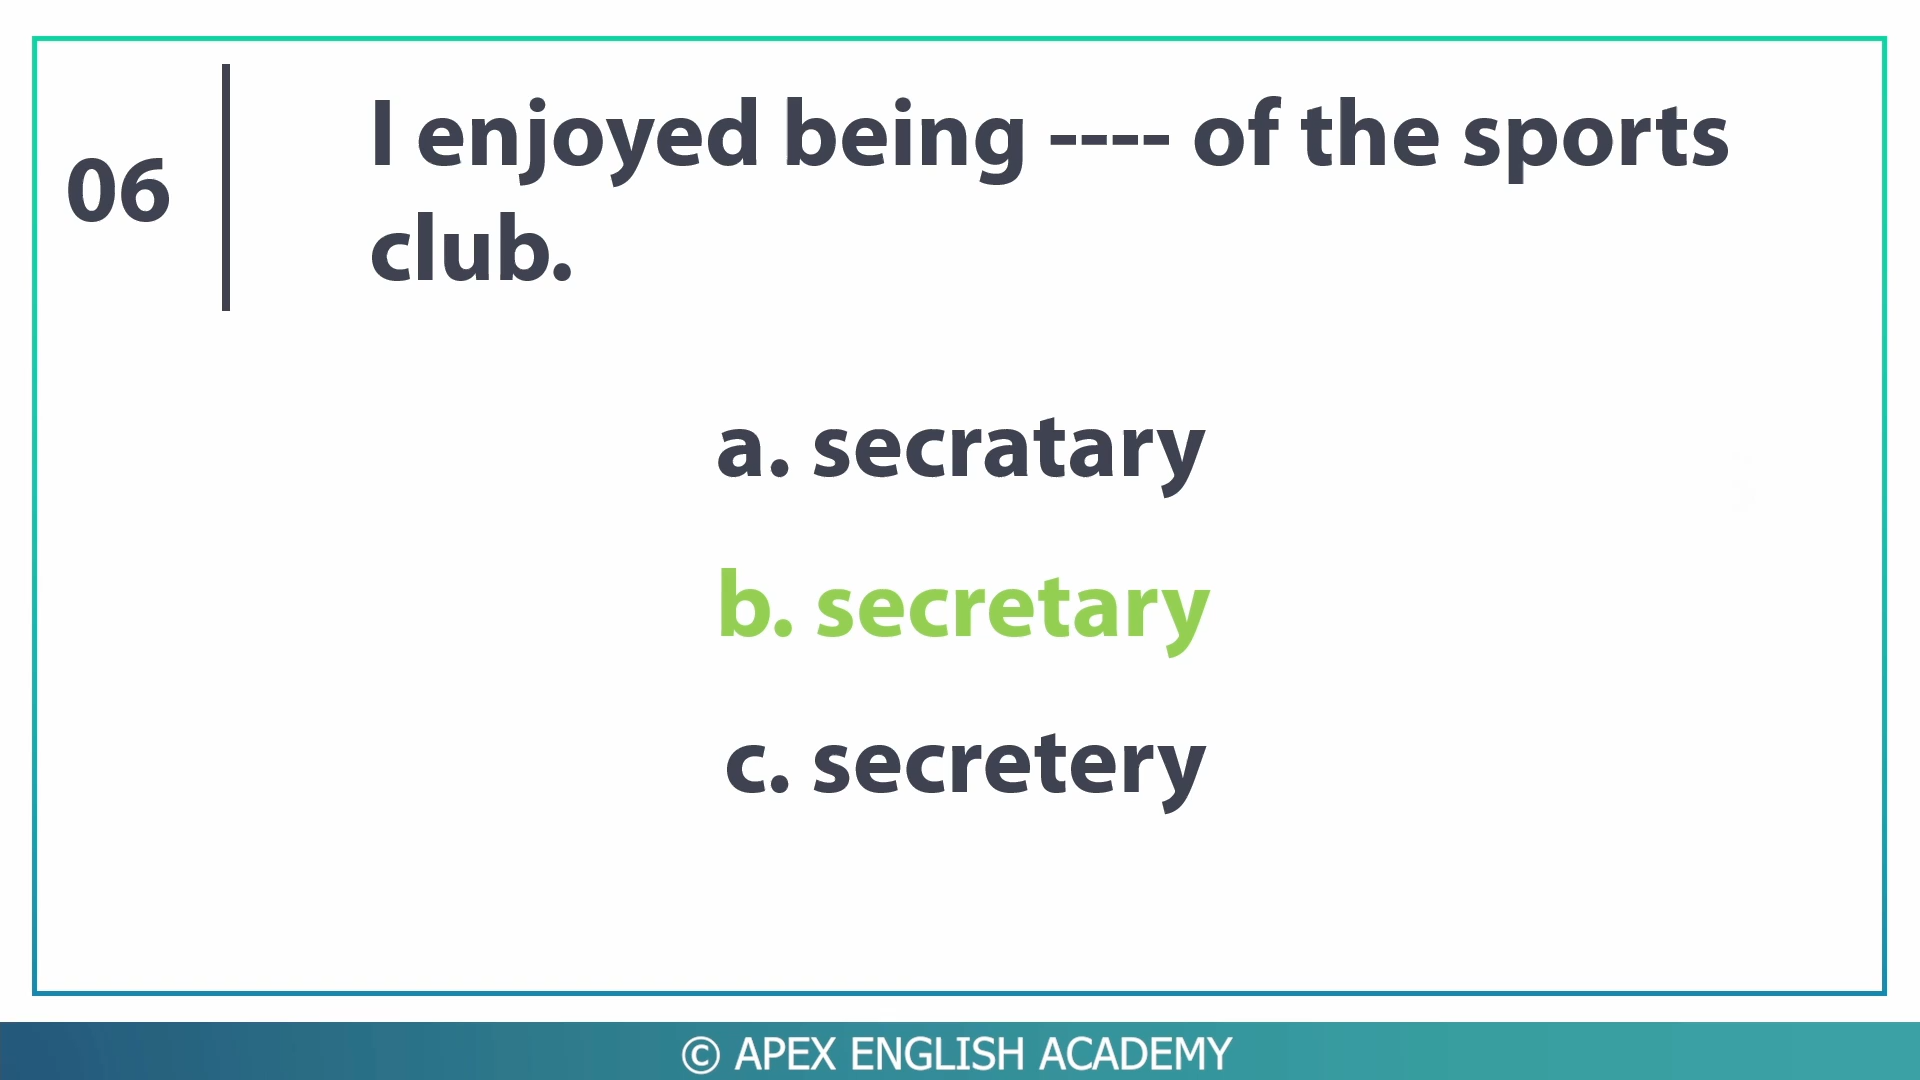 06
I enjoyed being ---- of the sports
club.
a. secratary
b. secretary
c. secretery
© APEX ENGLISH ACADEMY